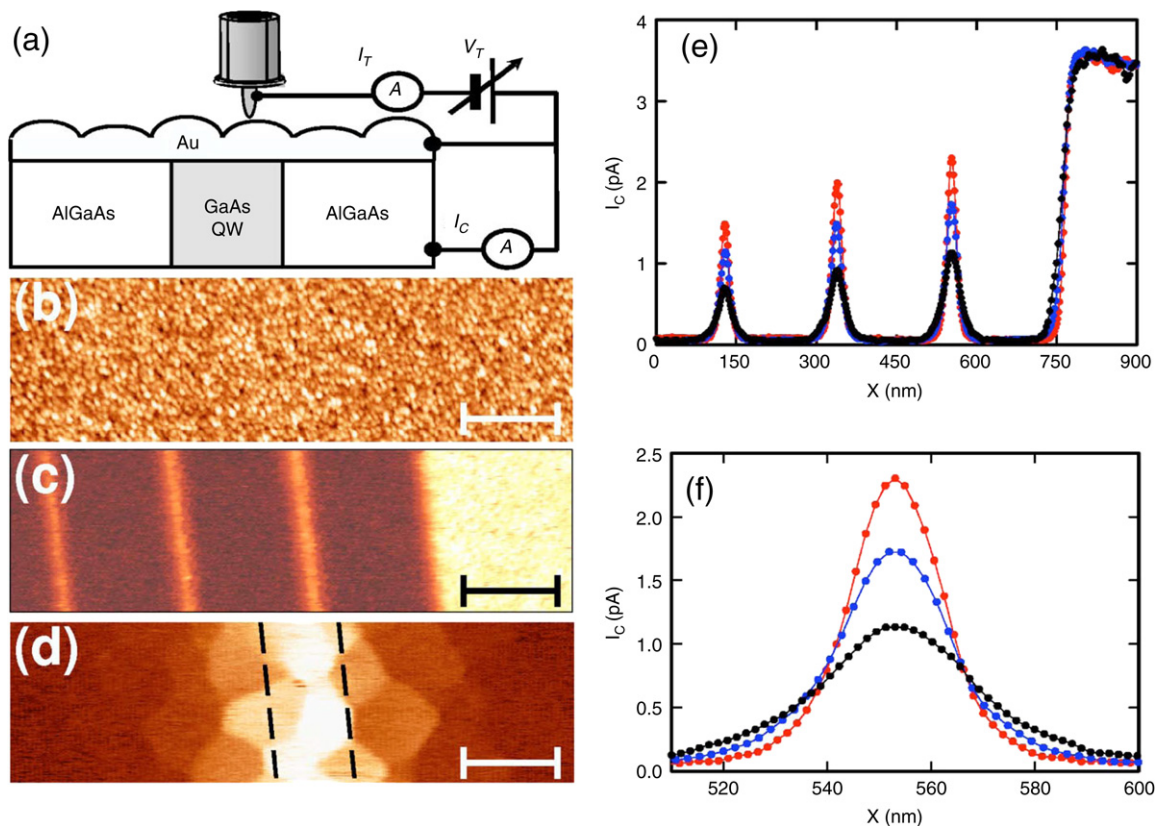 (a)
I_T
V_T
A
Au
AlGaAs
GaAs
QW
AlGaAs
I_C
A
(b)
(c)
(d)
(e)
4
3
2
1
0
I_C (pA)
0 150 300 450 600 750 900
X (nm)
(f)
2.5
2.0
1.5
1.0
0.5
0.0
I_C (pA)
520 540 560 580 600
X (nm)